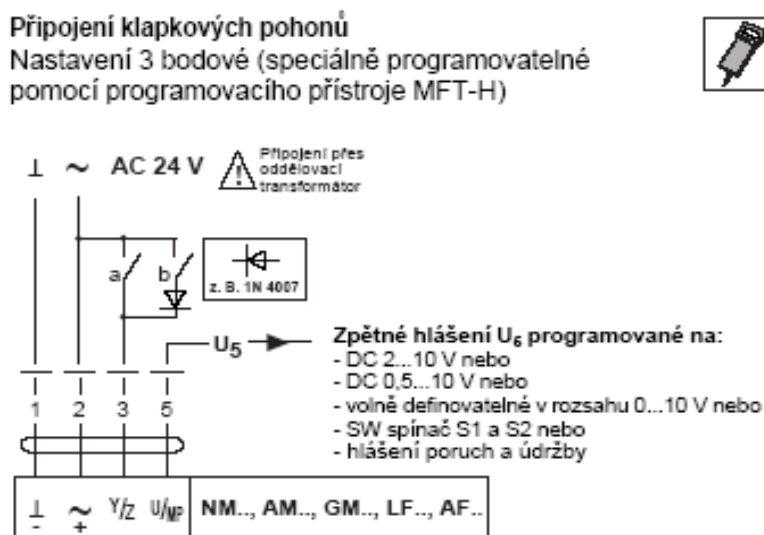 Připojení klapkových pohonů
Nastavení 3 bodové (speciálně programovatelné
pomocí programovacího přístroje MFT-H)
⊥ ~ AC 24 V
Připojení přes
oddělovací
transformátor
a
b
z. B. 1N 4007
U5
Zpětné hlášení U5 programované na:
- DC 2...10 V nebo
- DC 0,5...10 V nebo
- volně definovatelné v rozsahu 0...10 V nebo
- SW spínač S1 a S2 nebo
- hlášení poruch a údržby
1 2 3 5
⊥ ~ Y/Z U/MP NM.., AM.., GM.., LF.., AF..
- +